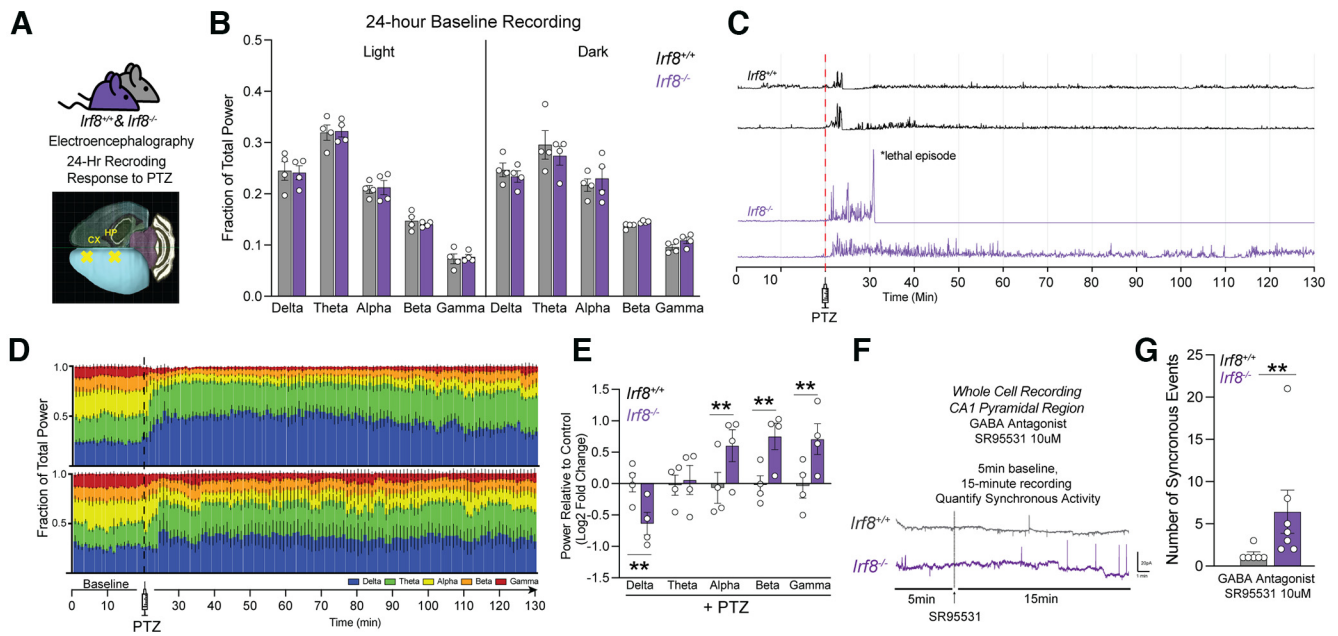 A
Irf8+/+ & Irf8-/-
Electroencephalography
24-Hr Recroding
Response to PTZ
CX
HP
B
24-hour Baseline Recording
Light
Dark
Irf8+/+
Irf8-/-
Fraction of Total Power
0.5
0.4
0.3
0.2
0.1
0.0
Delta Theta Alpha Beta Gamma Delta Theta Alpha Beta Gamma
C
Irf8+/+
*lethal episode
Irf8-/-
0 10 20 30 40 50 60 70 80 90 100 110 120 130
Time (Min)
PTZ
D
Fraction of Total Power
1.0
0.5
Fraction of Total Power
1.0
0.5
Baseline
Delta Theta Alpha Beta Gamma
0 10 30 40 50 60 70 80 90 100 110 120 130
PTZ
Time (min)
E
Irf8+/+
Irf8-/-
Power Relative to Control
(Log2 Fold Change)
1.5
1.0
0.5
0.0
-0.5
-1.0
-1.5
** ** **
**
Delta Theta Alpha Beta Gamma
+ PTZ
F
Whole Cell Recording
CA1 Pyramidal Region
GABA Antagonist
SR95531 10uM
5min baseline,
15-minute recording
Quantify Synchronous Activity
Irf8+/+
Irf8-/-
20pA
1 min
5min
15min
SR95531
G
Irf8+/+
Irf8-/-
**
Number of Syncronous Events
25
20
15
10
5
0
GABA Antagonist
SR95531 10uM